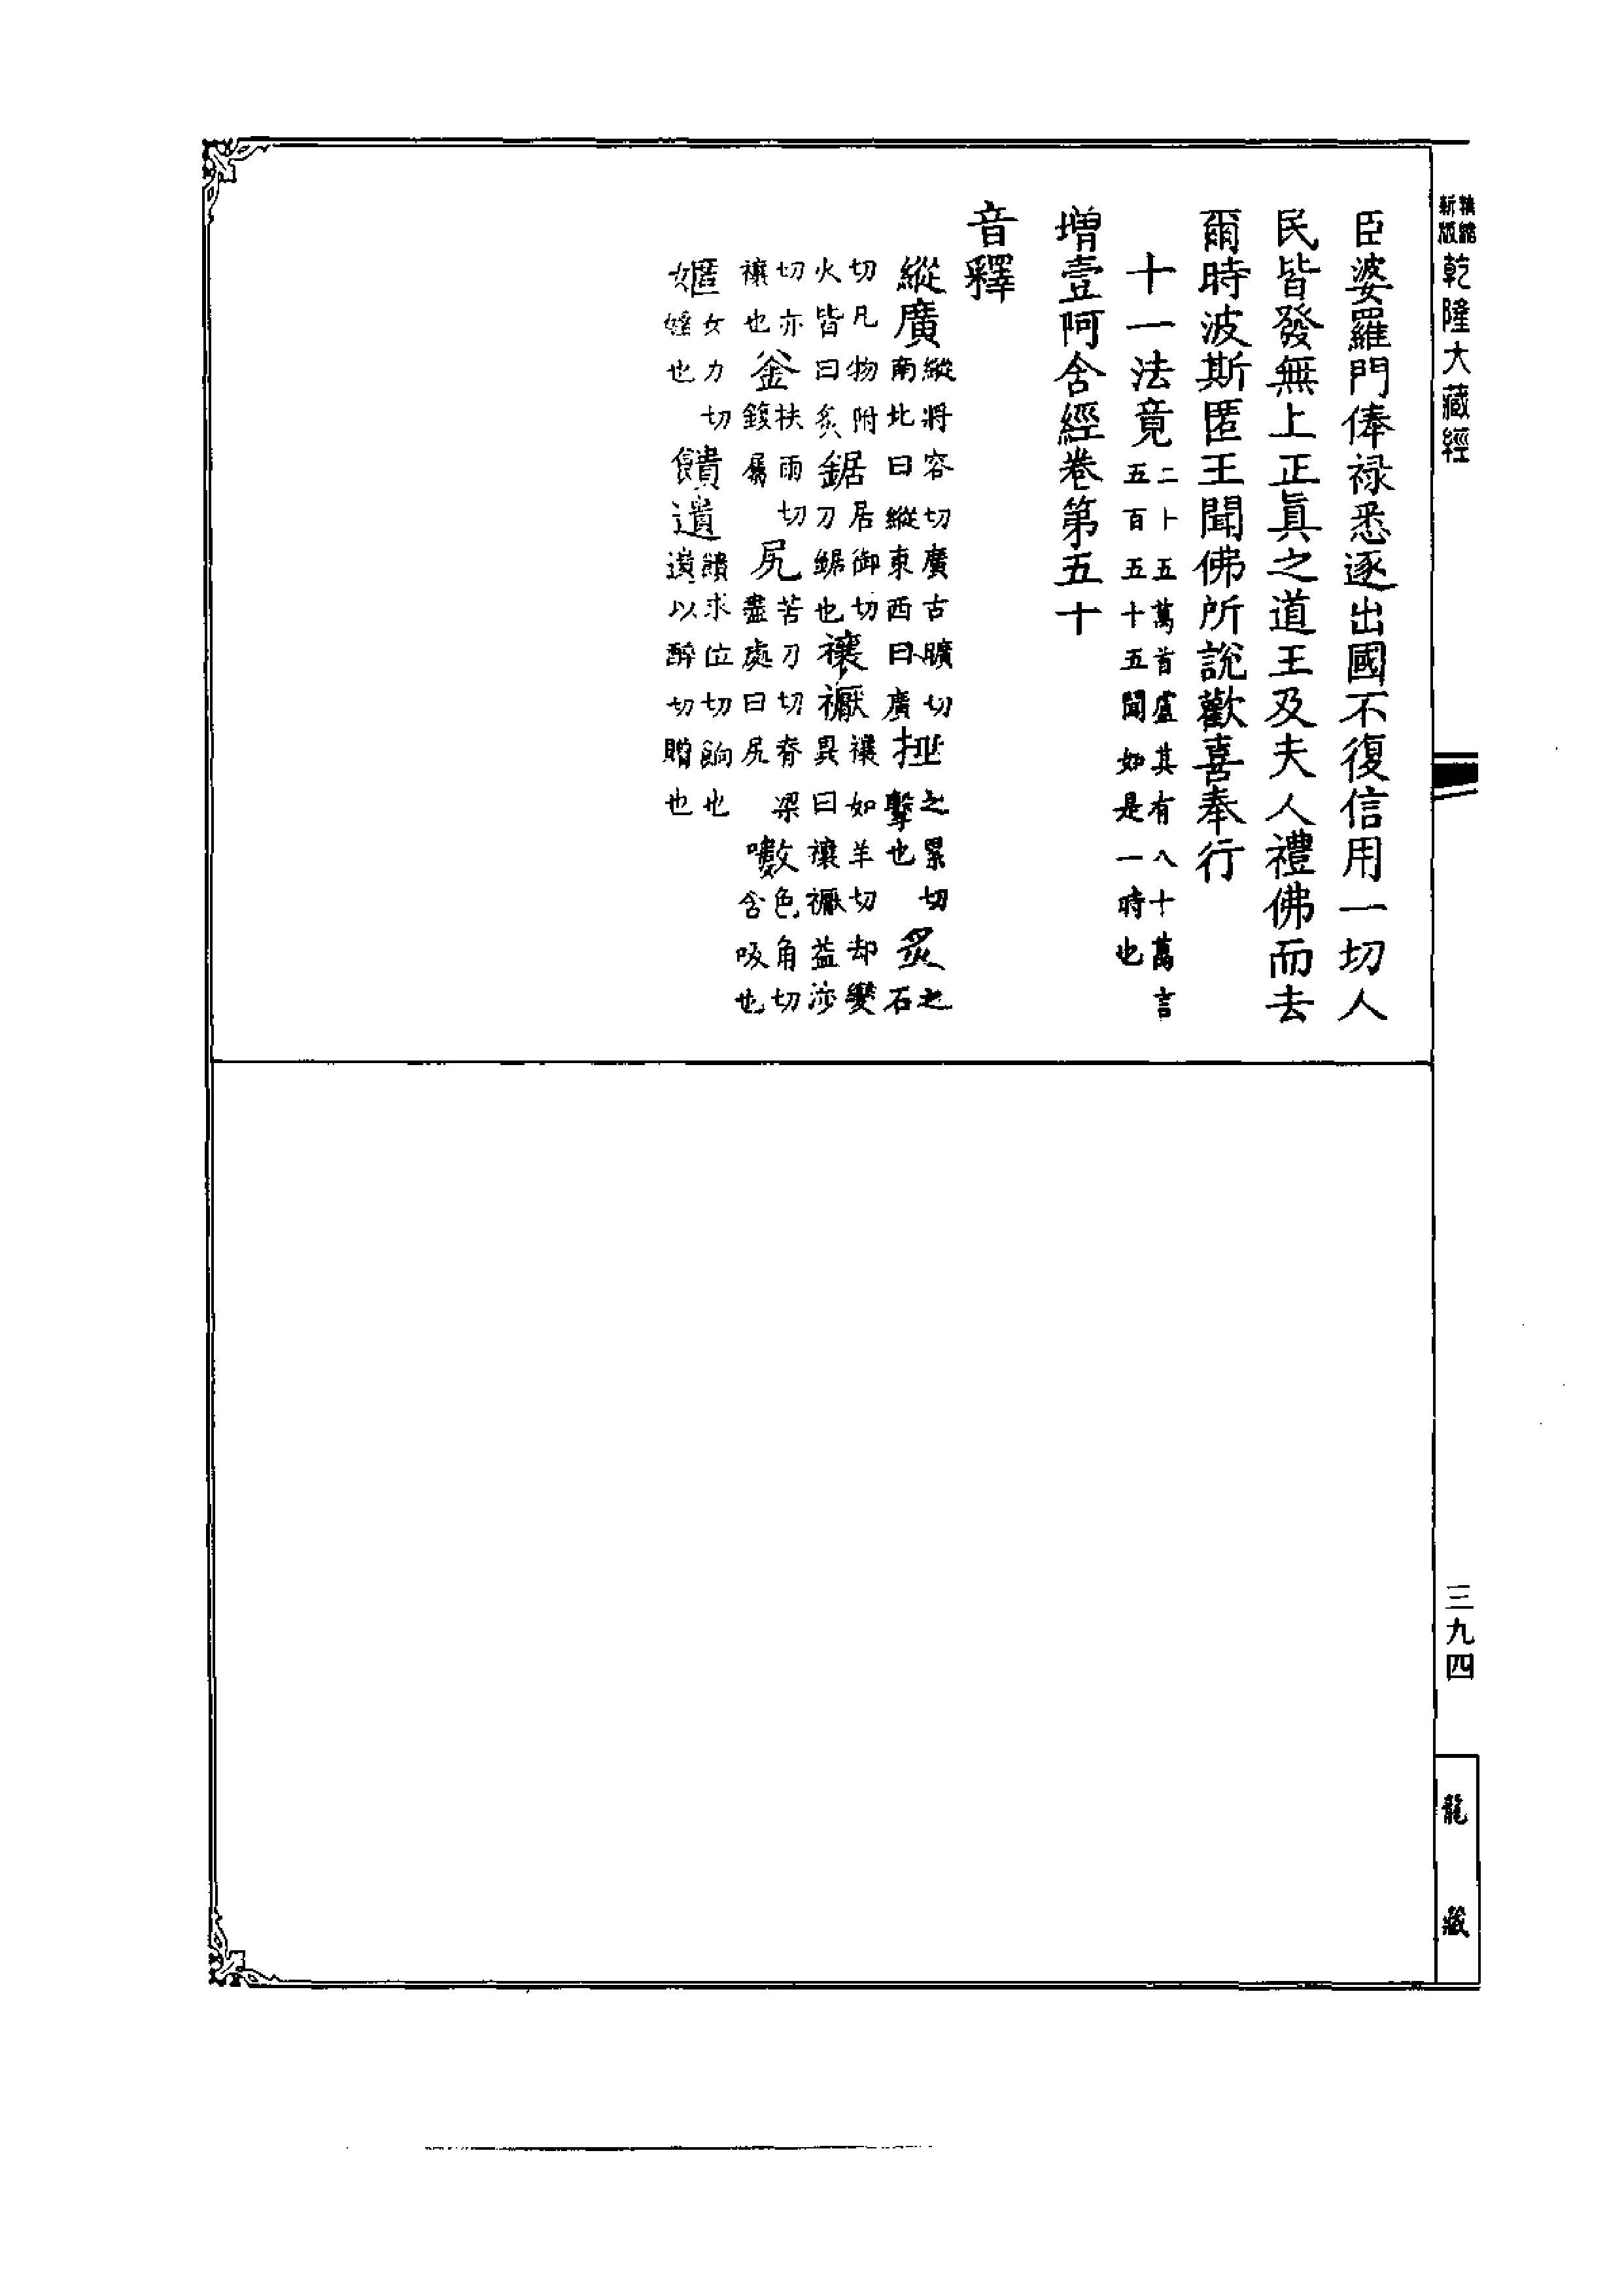 精縮
新版
乾隆大藏經
臣婆羅門俸祿悉逐出國不復信用一切人
民皆發無上正眞之道王及夫人禮佛而去
爾時波斯匿王聞佛所說歡喜奉行
十一法竟
二十五萬首盧其有八十萬言
五百五十五聞如是一時也
增壹阿含經卷第五十
音釋
縱廣
縱將容切廣古曠切
南北曰縱東西曰廣
挃
之栗切
擊也
炙
之石
切凡物附
火皆曰炙
鋸
居御切
刀鋸也
禳禰
禳如羊切却變
異曰禳禰益涉
切亦
禳也
釜
扶雨切
鍑屬
尻
苦刀切脊梁
盡處曰尻
嗽
色角切
含吸也
嫟
女力切
婬也
饋遺
饋求位切餉也
遺以醉切贈也
三九四
龍藏